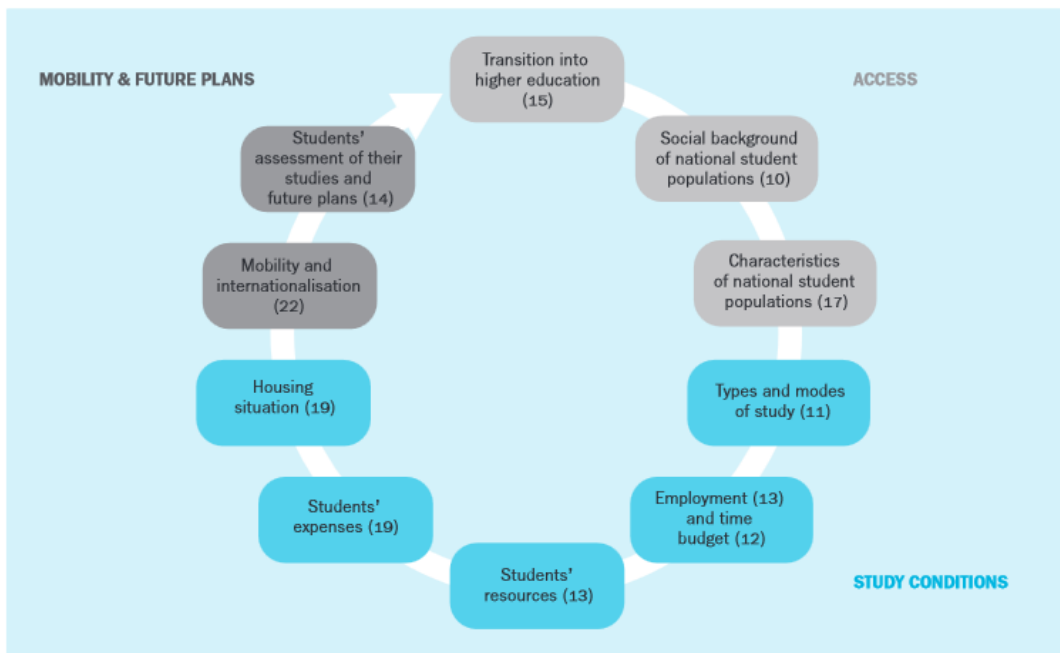 MOBILITY & FUTURE PLANS
ACCESS
Transition into
higher education
(15)
Social background
of national student
populations (10)
Characteristics
of national student
populations (17)
Types and modes
of study (11)
Employment (13)
and time
budget (12)
STUDY CONDITIONS
Students'
resources (13)
Students'
expenses (19)
Housing
situation (19)
Mobility and
internationalisation
(22)
Students'
assessment of their
studies and
future plans (14)